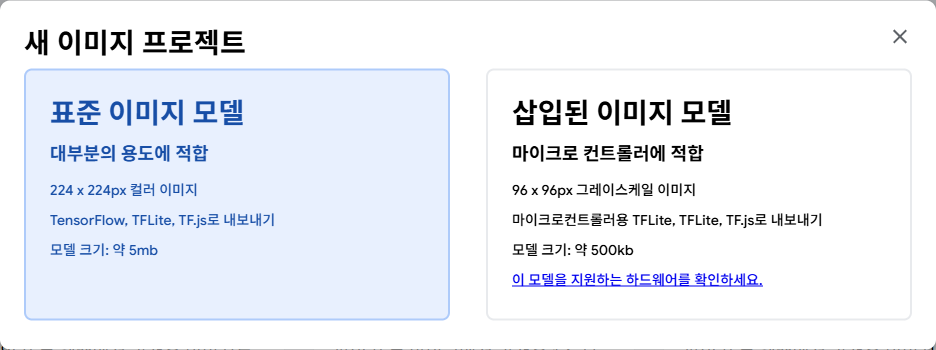 새 이미지 프로젝트
표준 이미지 모델
대부분의 용도에 적합
224 x 224px 컬러 이미지
TensorFlow, TFLite, TF.js로 내보내기
모델 크기: 약 5mb
삽입된 이미지 모델
마이크로 컨트롤러에 적합
96 x 96px 그레이스케일 이미지
마이크로컨트롤러용 TFLite, TFLite, TF.js로 내보내기
모델 크기: 약 500kb
이 모델을 지원하는 하드웨어를 확인하세요.